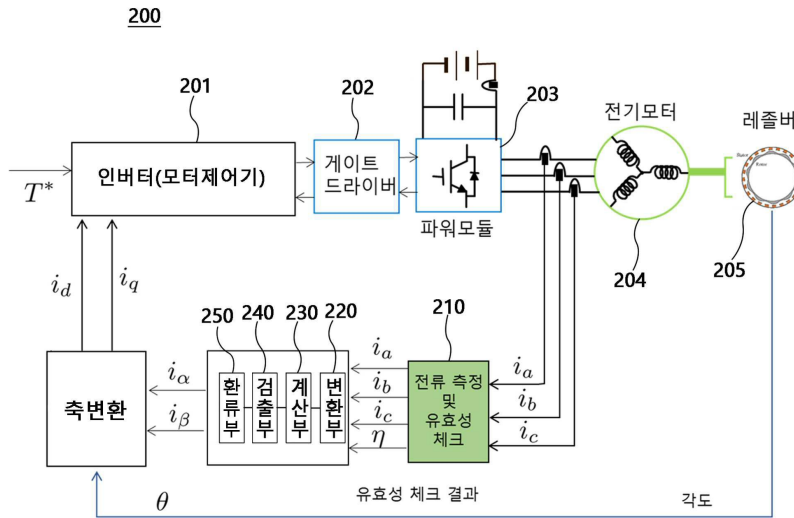 200
201
202
203
전기모터
레졸버
인버터(모터제어기)
게이트
드라이버
T*
파워모듈
204
205
i_d
i_q
250
240
230
220
210
환류부
검출부
계산부
변환부
i_a
i_b
i_c
η
전류 측정
및
유효성
체크
i_a
i_b
i_c
i_α
i_β
축변환
θ
유효성 체크 결과
각도